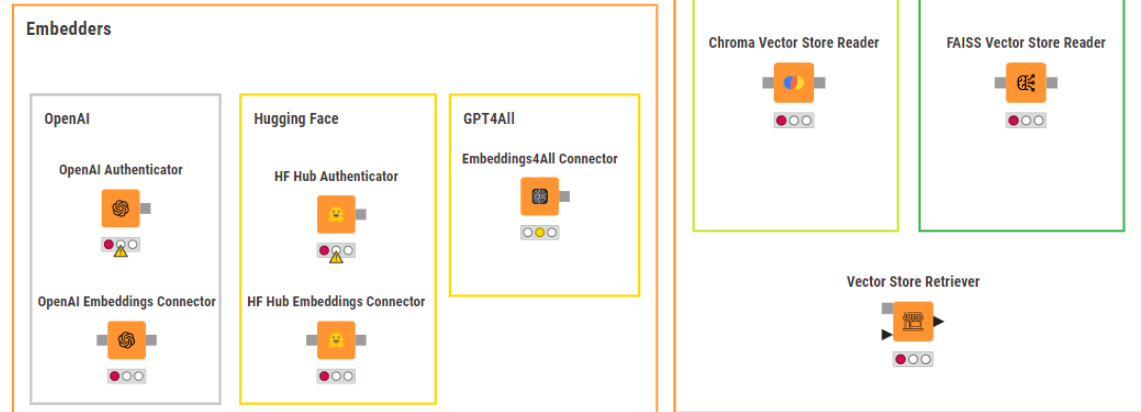 Embedders
OpenAI
OpenAI Authenticator
OpenAI Embeddings Connector
Hugging Face
HF Hub Authenticator
HF Hub Embeddings Connector
GPT4All
Embeddings4All Connector
Chroma Vector Store Reader
FAISS Vector Store Reader
Vector Store Retriever